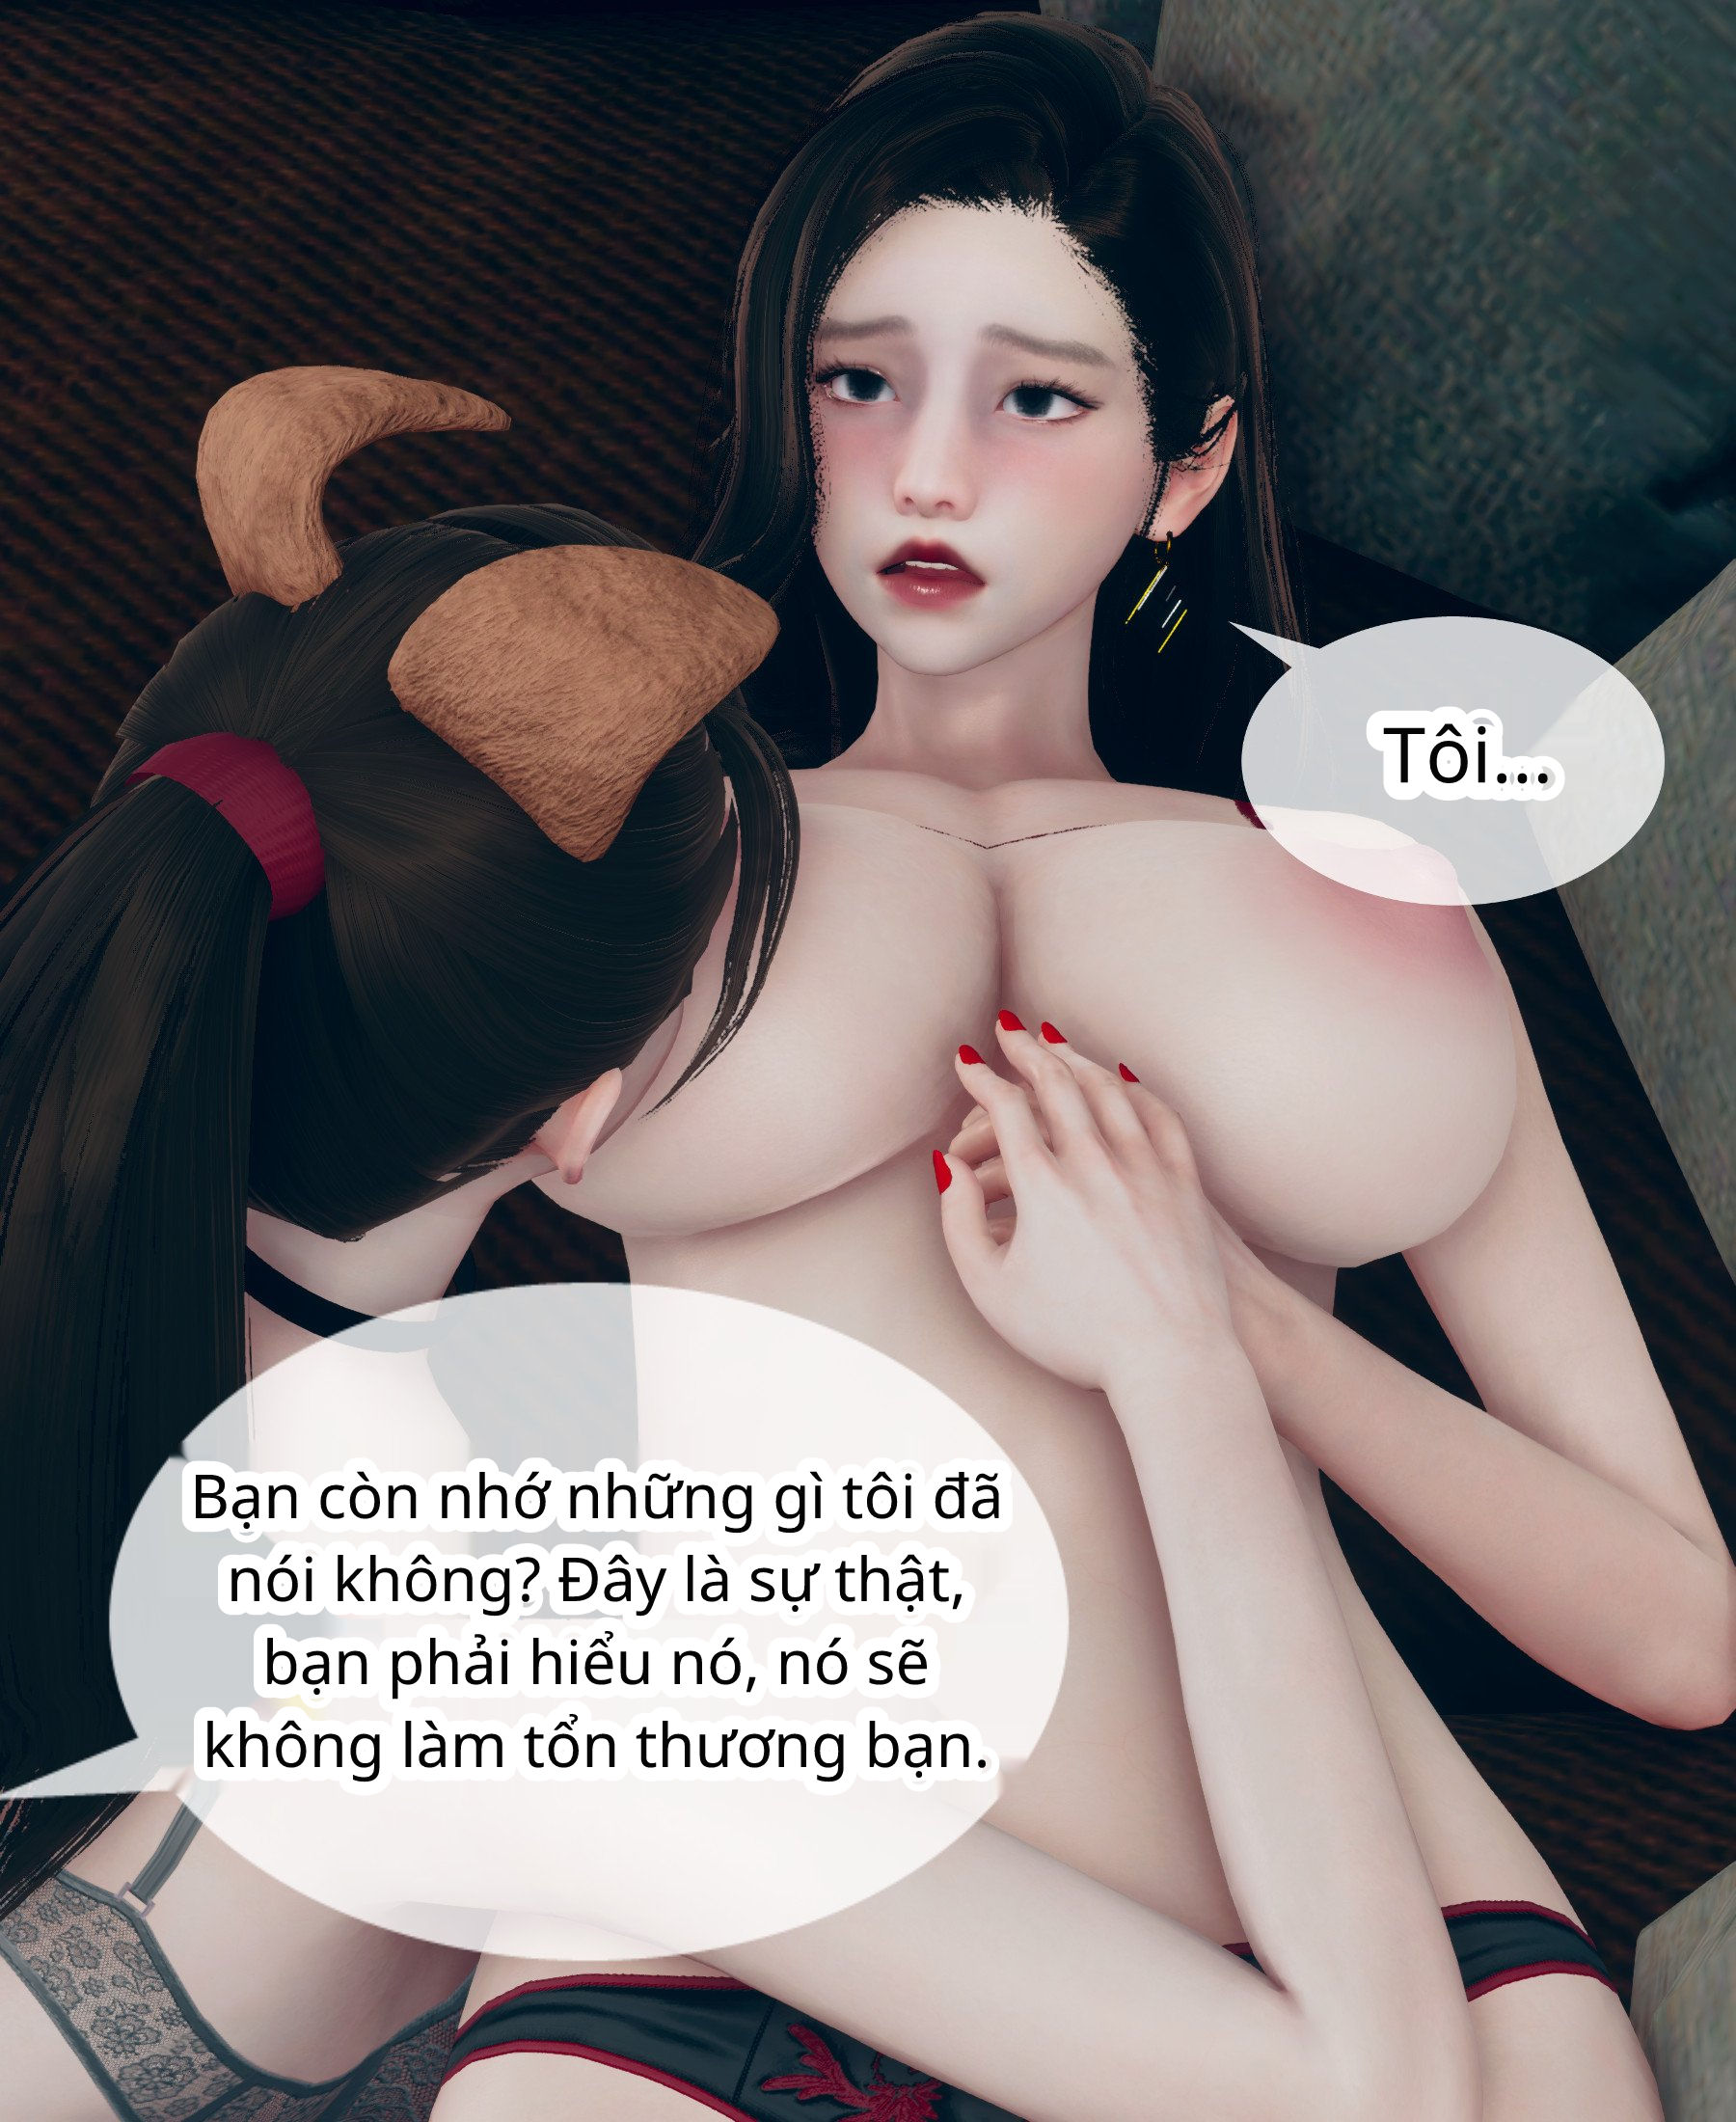 Tôi...
Bạn còn nhớ những gì tôi đã
nói không? Đây là sự thật,
bạn phải hiểu nó, nó sẽ
không làm tổn thương bạn.